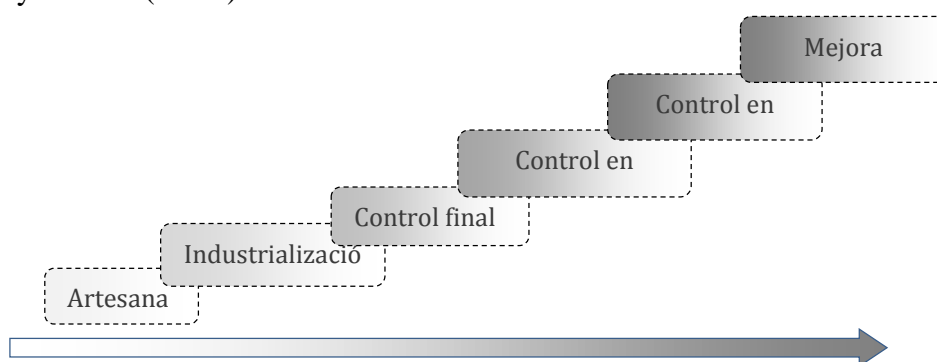 Mejora
Control en
Control en
Control final
Industrializació
Artesana